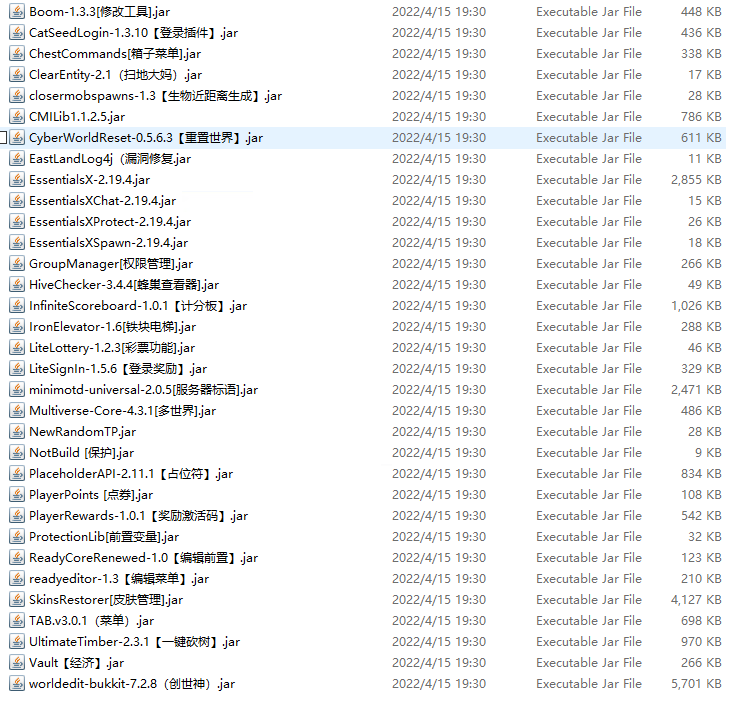 Boom-1.3.3[修改工具].jar 2022/4/15 19:30 Executable Jar File 448 KB
CatSeedLogin-1.3.10【登录插件】.jar 2022/4/15 19:30 Executable Jar File 436 KB
ChestCommands[箱子菜单].jar 2022/4/15 19:30 Executable Jar File 338 KB
ClearEntity-2.1（扫地大妈）.jar 2022/4/15 19:30 Executable Jar File 17 KB
closermobspawns-1.3【生物近距离生成】.jar 2022/4/15 19:30 Executable Jar File 28 KB
CMILib1.1.2.5.jar 2022/4/15 19:30 Executable Jar File 786 KB
CyberWorldReset-0.5.6.3【重置世界】.jar 2022/4/15 19:30 Executable Jar File 611 KB
EastLandLog4j（漏洞修复.jar 2022/4/15 19:30 Executable Jar File 11 KB
EssentialsX-2.19.4.jar 2022/4/15 19:30 Executable Jar File 2,855 KB
EssentialsXChat-2.19.4.jar 2022/4/15 19:30 Executable Jar File 15 KB
EssentialsXProtect-2.19.4.jar 2022/4/15 19:30 Executable Jar File 26 KB
EssentialsXSpawn-2.19.4.jar 2022/4/15 19:30 Executable Jar File 18 KB
GroupManager[权限管理].jar 2022/4/15 19:30 Executable Jar File 266 KB
HiveChecker-3.4.4[蜂巢查看器].jar 2022/4/15 19:30 Executable Jar File 49 KB
InfiniteScoreboard-1.0.1【计分板】.jar 2022/4/15 19:30 Executable Jar File 1,026 KB
IronElevator-1.6[铁块电梯].jar 2022/4/15 19:30 Executable Jar File 288 KB
LiteLottery-1.2.3[彩票功能].jar 2022/4/15 19:30 Executable Jar File 46 KB
LiteSignIn-1.5.6【登录奖励】.jar 2022/4/15 19:30 Executable Jar File 329 KB
minimotd-universal-2.0.5[服务器标语].jar 2022/4/15 19:30 Executable Jar File 2,471 KB
Multiverse-Core-4.3.1[多世界].jar 2022/4/15 19:30 Executable Jar File 486 KB
NewRandomTP.jar 2022/4/15 19:30 Executable Jar File 28 KB
NotBuild [保护].jar 2022/4/15 19:30 Executable Jar File 9 KB
PlaceholderAPI-2.11.1【占位符】.jar 2022/4/15 19:30 Executable Jar File 834 KB
PlayerPoints [点券].jar 2022/4/15 19:30 Executable Jar File 108 KB
PlayerRewards-1.0.1【奖励激活码】.jar 2022/4/15 19:30 Executable Jar File 542 KB
ProtectionLib[前置变量].jar 2022/4/15 19:30 Executable Jar File 32 KB
ReadyCoreRenewed-1.0【编辑前置】.jar 2022/4/15 19:30 Executable Jar File 123 KB
readyeditor-1.3【编辑菜单】.jar 2022/4/15 19:30 Executable Jar File 210 KB
SkinsRestorer[皮肤管理].jar 2022/4/15 19:30 Executable Jar File 4,127 KB
TAB.v3.0.1（菜单）.jar 2022/4/15 19:30 Executable Jar File 698 KB
UltimateTimber-2.3.1【一键砍树】.jar 2022/4/15 19:30 Executable Jar File 970 KB
Vault【经济】.jar 2022/4/15 19:30 Executable Jar File 266 KB
worldedit-bukkit-7.2.8（创世神）.jar 2022/4/15 19:30 Executable Jar File 5,701 KB